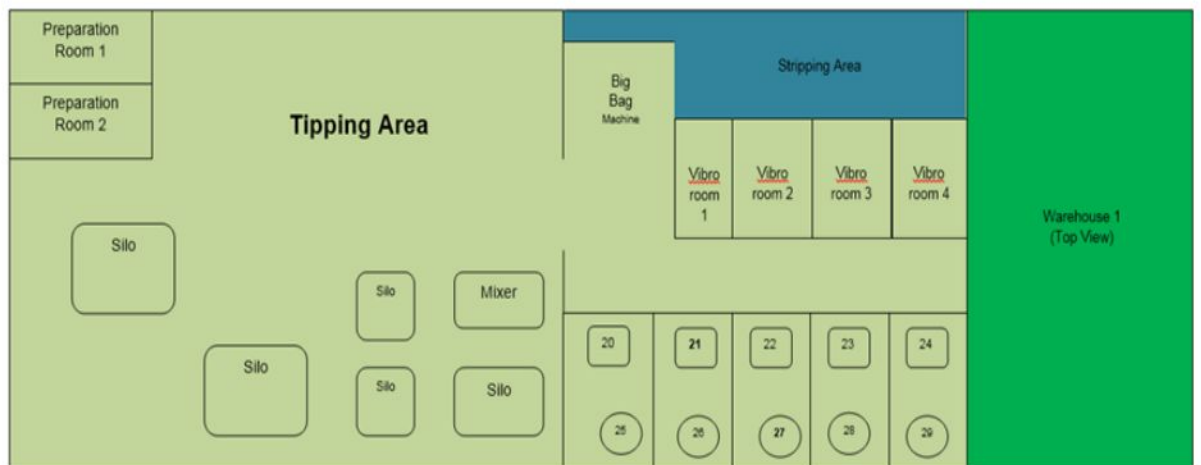 Preparation
Room 1
Preparation
Room 2
Tipping Area
Big
Bag
Machine
Stripping Area
Vibro
room
1
Vibro
room 2
Vibro
room 3
Vibro
room 4
Warehouse 1
(Top View)
Silo
Silo
Mixer
Silo
Silo
Silo
20
21
22
23
24
25
26
27
28
29